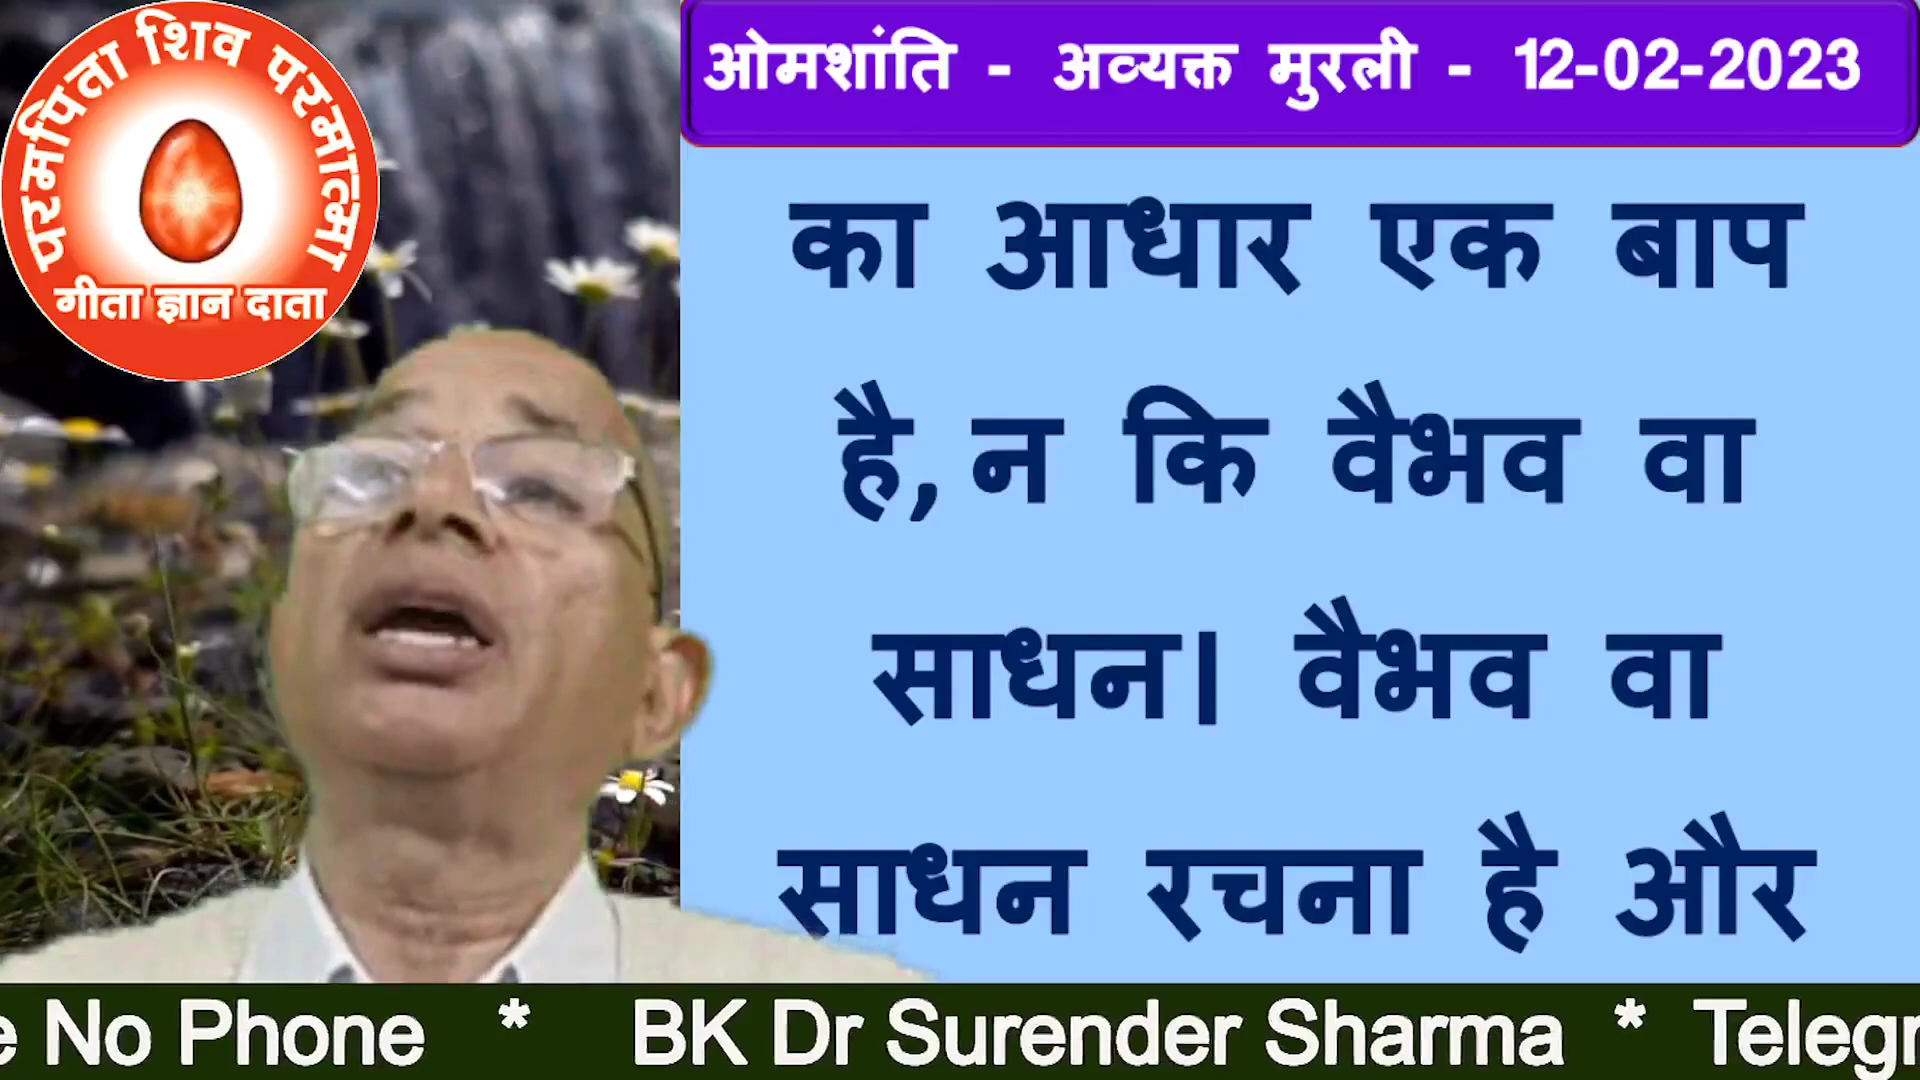 परमपिता शिव परमात्मा
गीता ज्ञान दाता
ओमशांति - अव्यक्त मुरली - 12-02-2023
का आधार एक बाप
है, न कि वैभव वा
साधन। वैभव वा
साधन रचना है और
No Phone * BK Dr Surender Sharma *